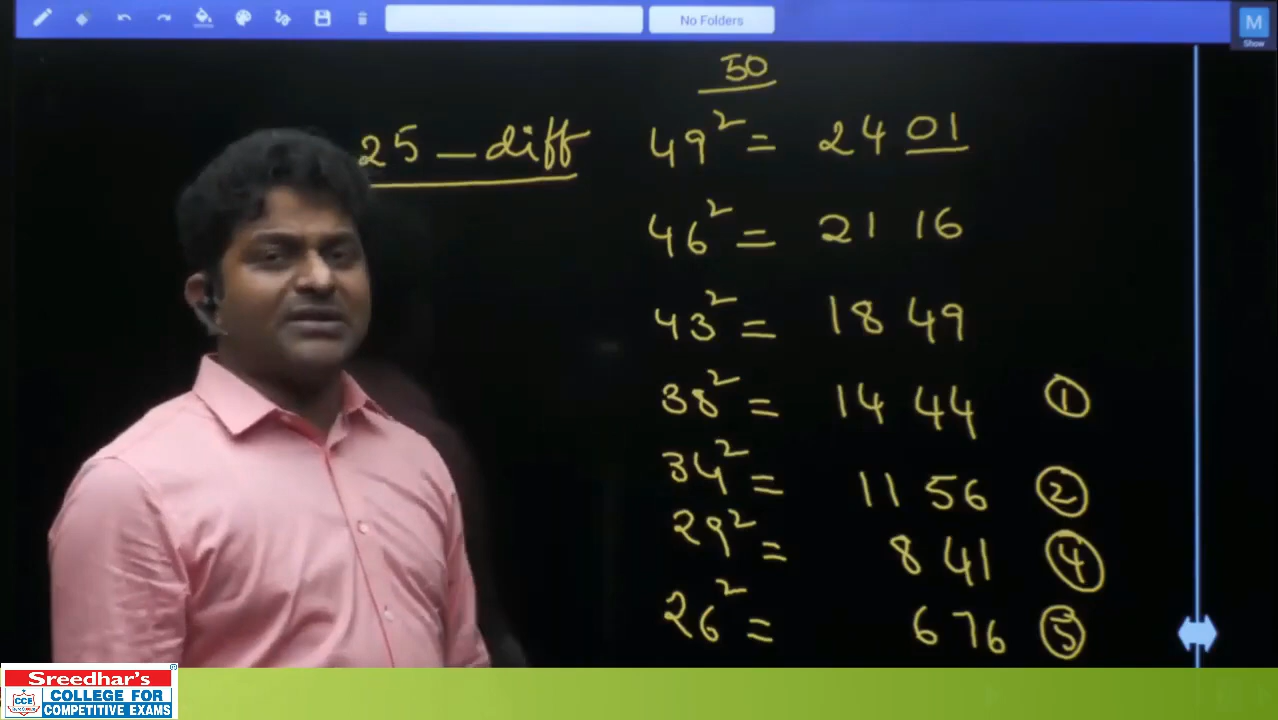 No Folders
M
Show
50
25 – diff
49² = 2401
46² = 2116
43² = 1849
38² = 1444 ①
34² = 1156 ②
29² = 841 ④
26² = 676 ⑤
Sreedhar's
CCE
COLLEGE FOR
COMPETITIVE EXAMS